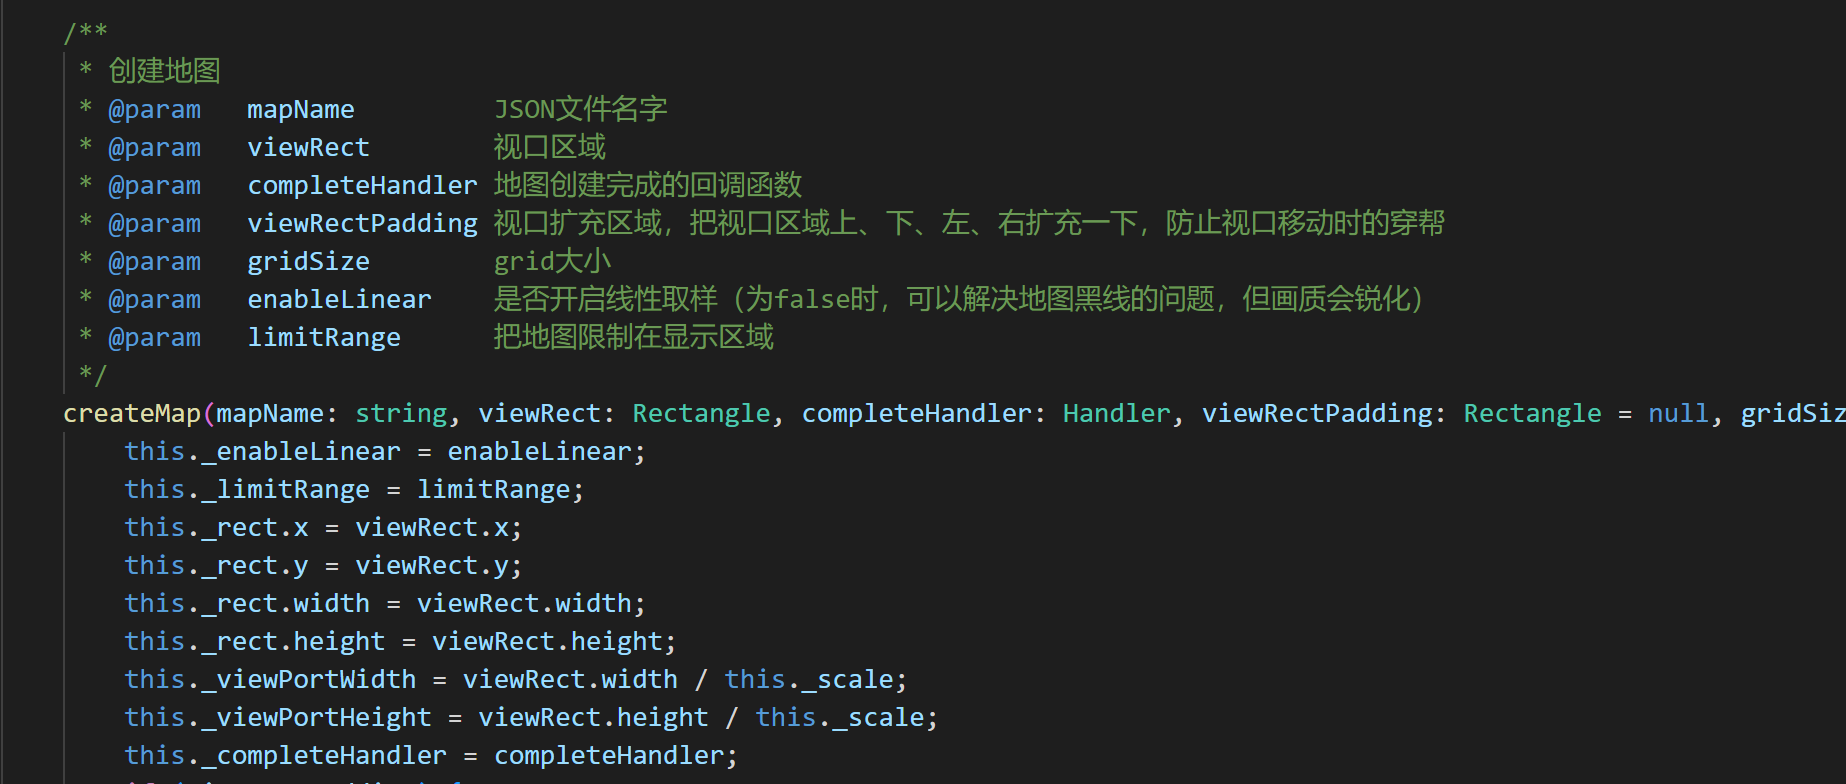 /**
* 创建地图
* @param mapName JSON文件名字
* @param viewRect 视口区域
* @param completeHandler 地图创建完成的回调函数
* @param viewRectPadding 视口扩充区域，把视口区域上、下、左、右扩充一下，防止视口移动时的穿帮
* @param gridSize grid大小
* @param enableLinear 是否开启线性取样（为false时，可以解决地图黑线的问题，但画质会锐化）
* @param limitRange 把地图限制在显示区域
*/
createMap(mapName: string, viewRect: Rectangle, completeHandler: Handler, viewRectPadding: Rectangle = null, gridSiz
this._enableLinear = enableLinear;
this._limitRange = limitRange;
this._rect.x = viewRect.x;
this._rect.y = viewRect.y;
this._rect.width = viewRect.width;
this._rect.height = viewRect.height;
this._viewPortWidth = viewRect.width / this._scale;
this._viewPortHeight = viewRect.height / this._scale;
this._completeHandler = completeHandler;